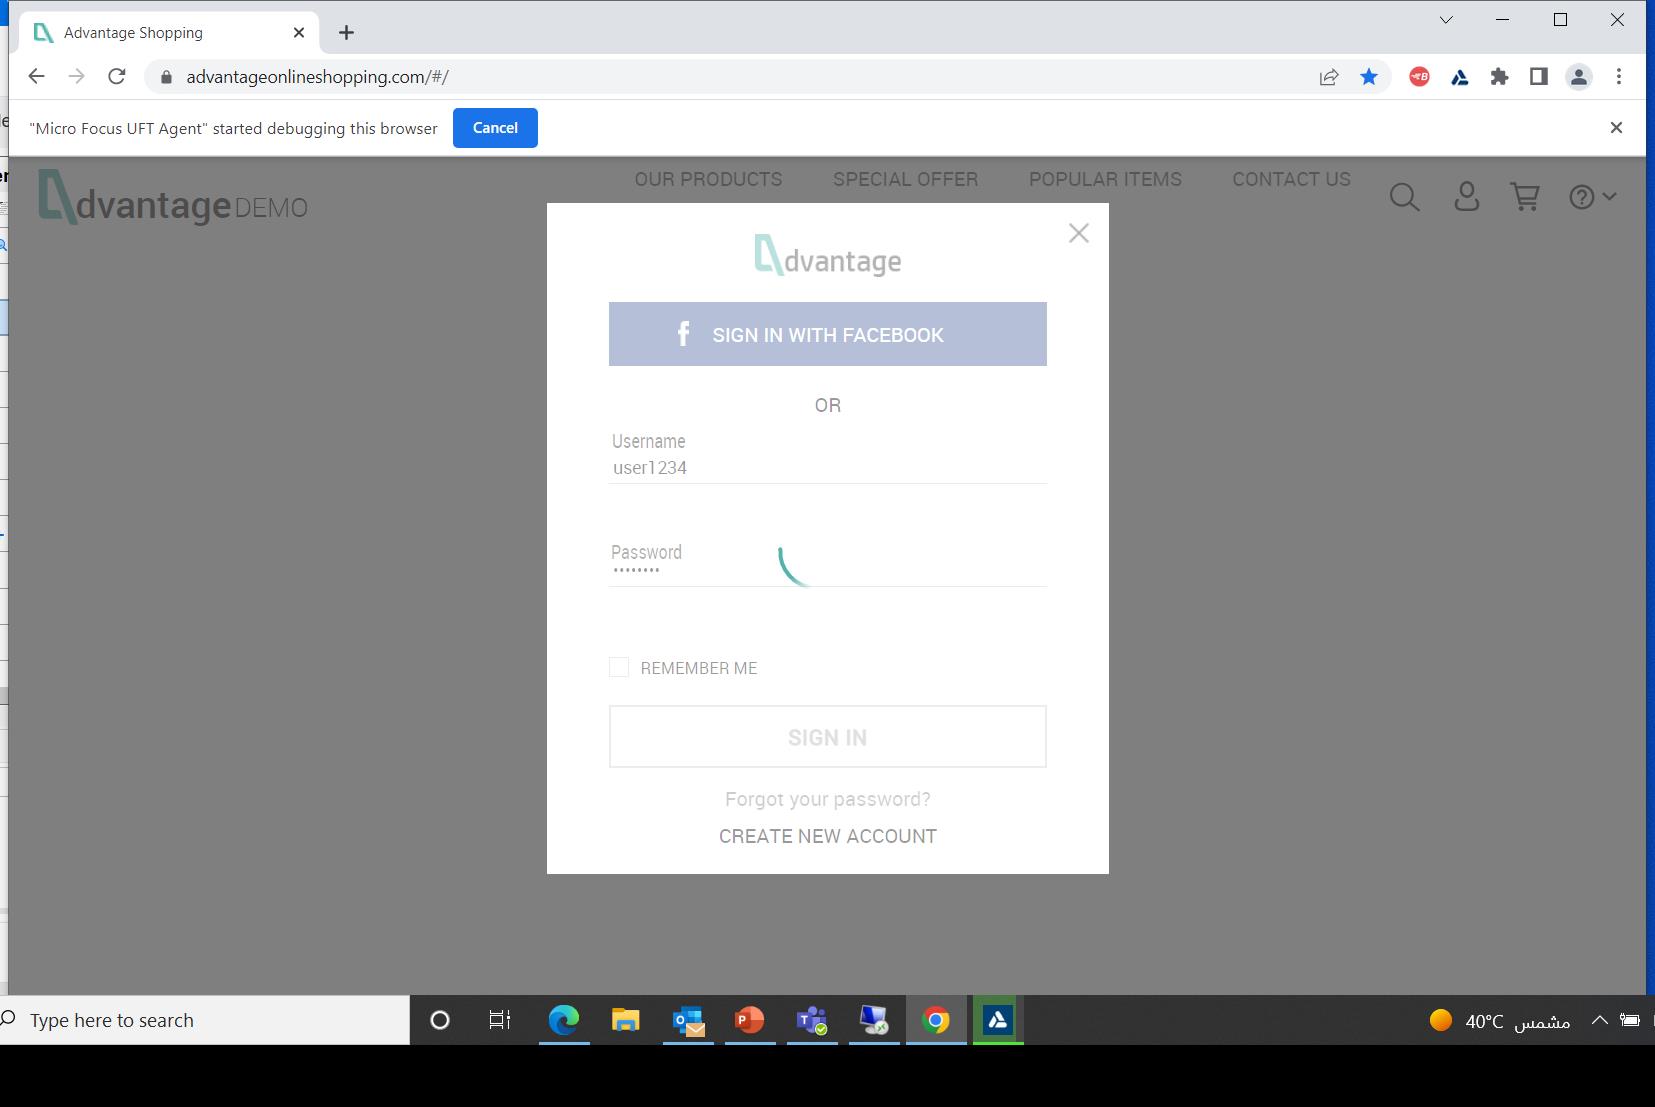 Advantage Shopping
advantageonlineshopping.com/#/
"Micro Focus UFT Agent" started debugging this browser
Cancel
dvantage DEMO
OUR PRODUCTS
SPECIAL OFFER
POPULAR ITEMS
CONTACT US
dvantage
f SIGN IN WITH FACEBOOK
OR
Username
user1234
Password
••••••••
REMEMBER ME
SIGN IN
Forgot your password?
CREATE NEW ACCOUNT
Type here to search
40°C مشمس